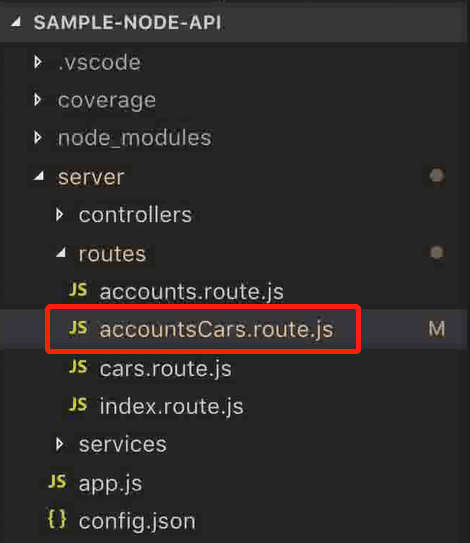 SAMPLE-NODE-API
.vscode
coverage
node_modules
server
controllers
routes
JS accounts.route.js
JS accountsCars.route.js M
JS cars.route.js
JS index.route.js
services
JS app.js
{} config.json